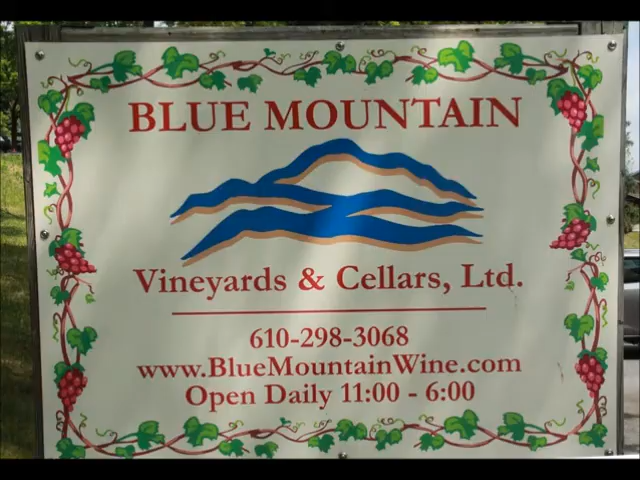 BLUE MOUNTAIN
Vineyards & Cellars, Ltd.
610-298-3068
www.BlueMountainWine.com
Open Daily 11:00 - 6:00